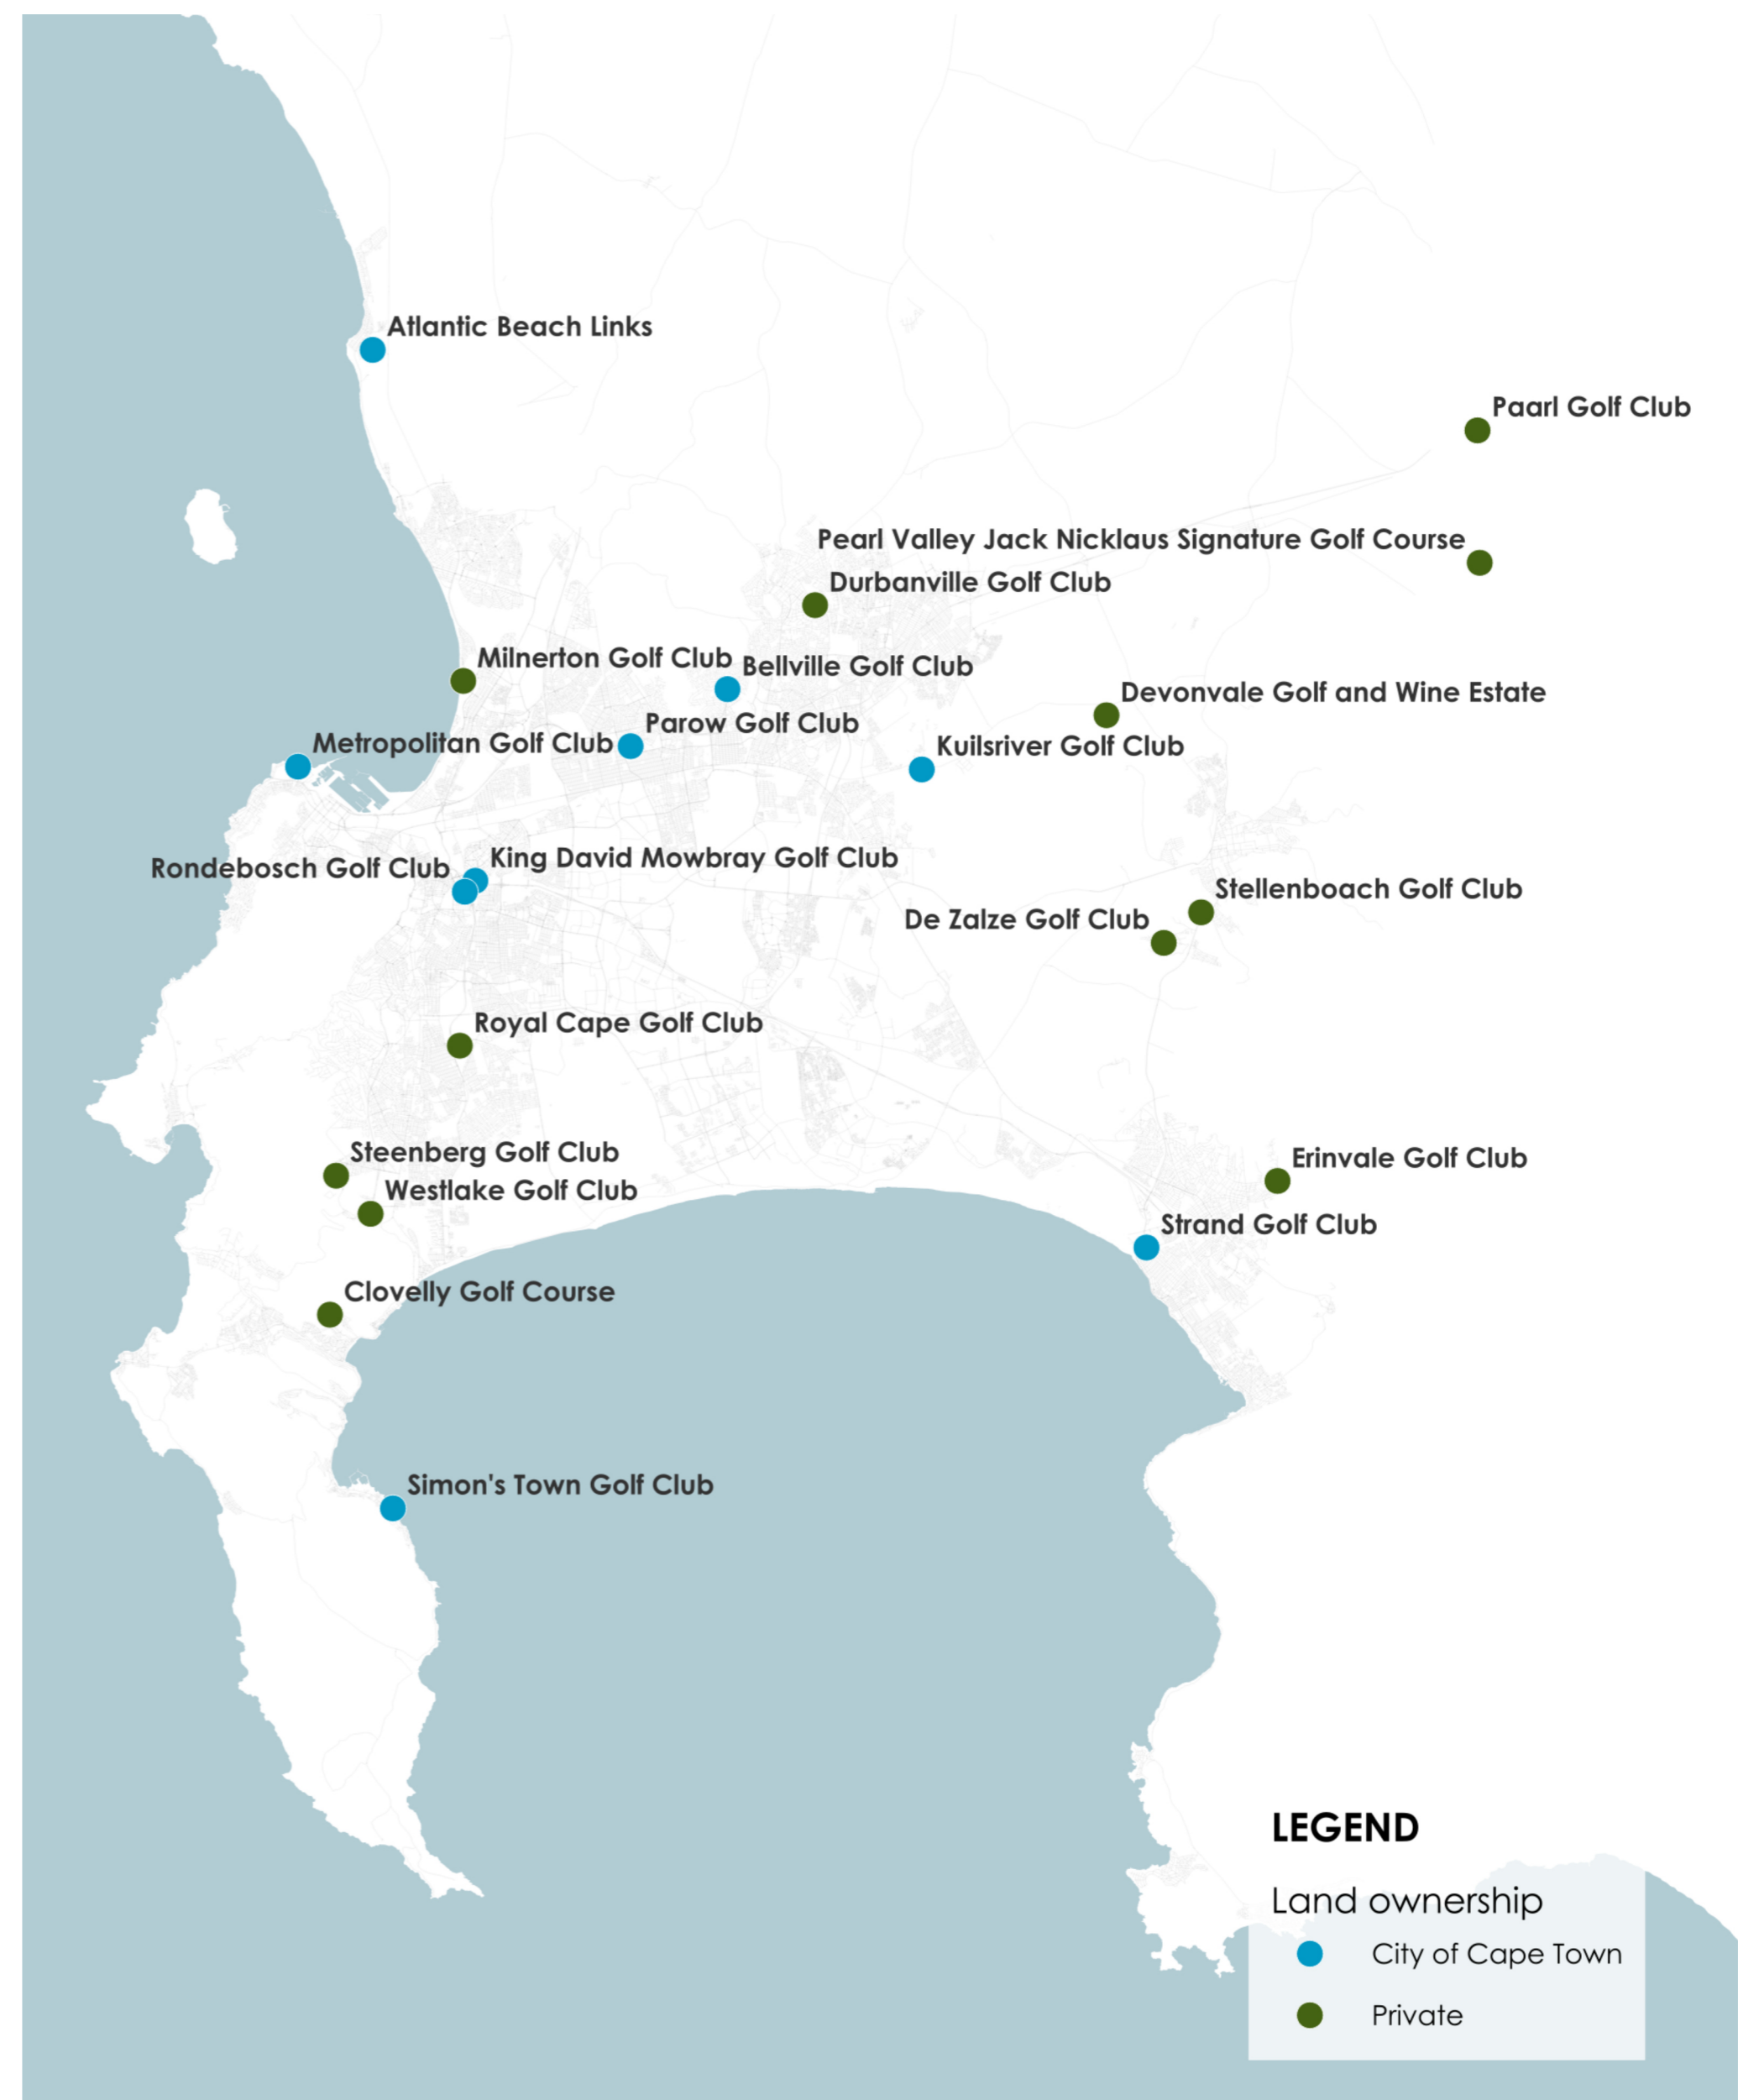 Atlantic Beach Links
Paarl Golf Club
Pearl Valley Jack Nicklaus Signature Golf Course
Durbanville Golf Club
Milnerton Golf Club
Bellville Golf Club
Devonvale Golf and Wine Estate
Parow Golf Club
Metropolitan Golf Club
Kuilsriver Golf Club
King David Mowbray Golf Club
Rondebosch Golf Club
Stellenboach Golf Club
De Zalze Golf Club
Royal Cape Golf Club
Steenberg Golf Club
Erinvale Golf Club
Westlake Golf Club
Strand Golf Club
Clovelly Golf Course
Simon's Town Golf Club
LEGEND
Land ownership
City of Cape Town
Private